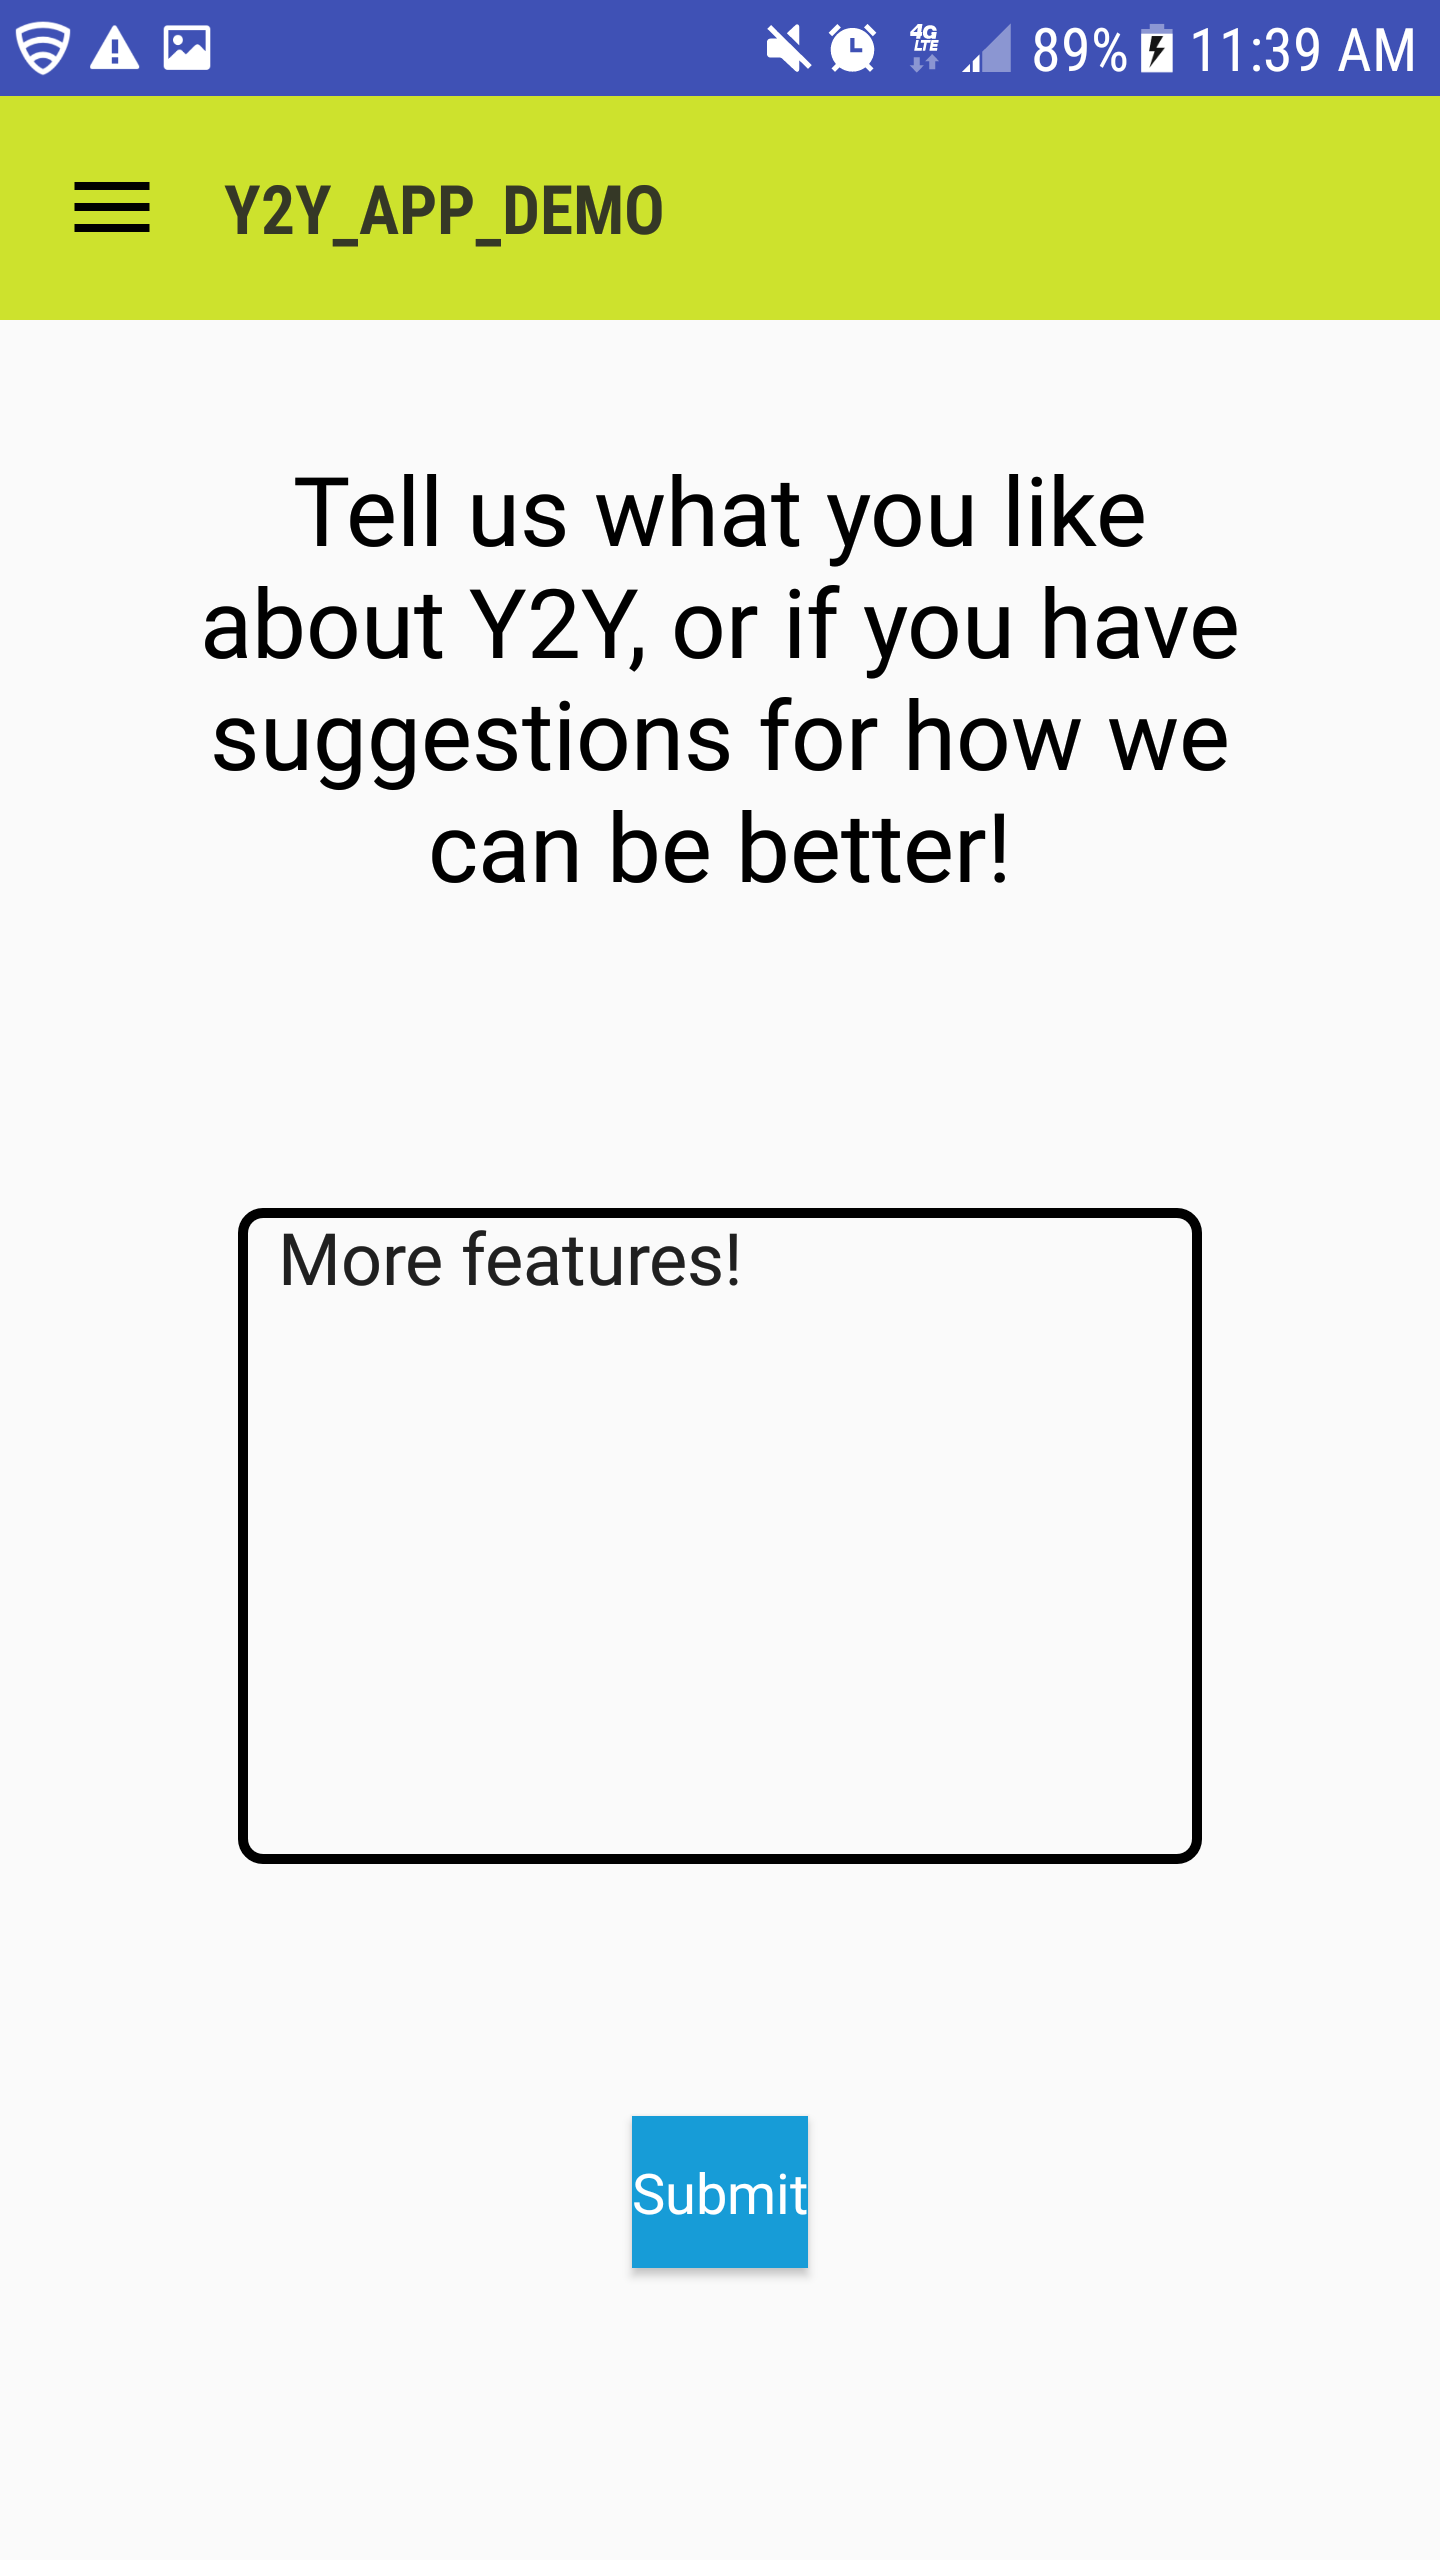 4G LTE 89% 11:39 AM
Y2Y_APP_DEMO
Tell us what you like
about Y2Y, or if you have
suggestions for how we
can be better!
More features!
Submit